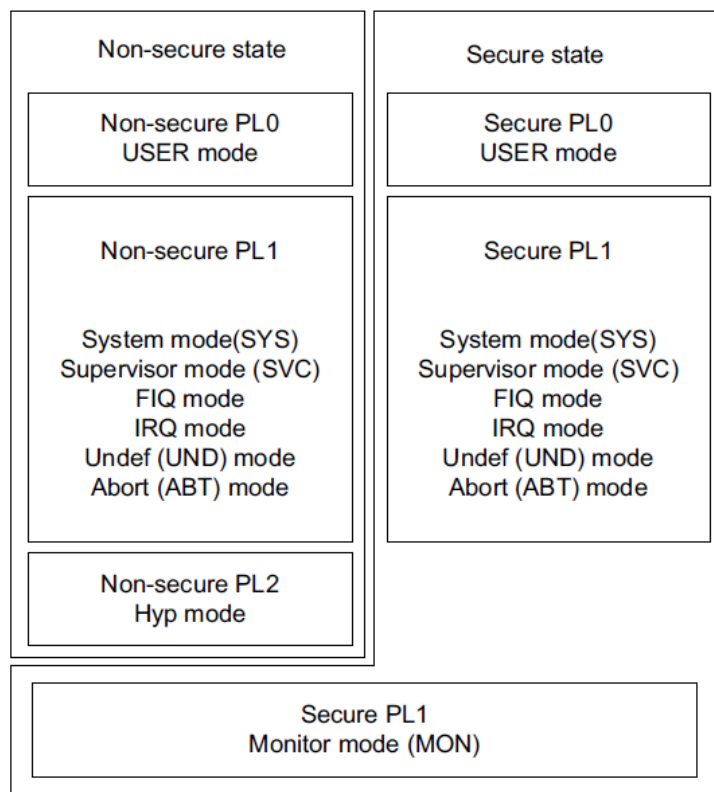 Non-secure state
Non-secure PL0
USER mode
Non-secure PL1
System mode(SYS)
Supervisor mode (SVC)
FIQ mode
IRQ mode
Undef (UND) mode
Abort (ABT) mode
Non-secure PL2
Hyp mode
Secure state
Secure PL0
USER mode
Secure PL1
System mode(SYS)
Supervisor mode (SVC)
FIQ mode
IRQ mode
Undef (UND) mode
Abort (ABT) mode
Secure PL1
Monitor mode (MON)